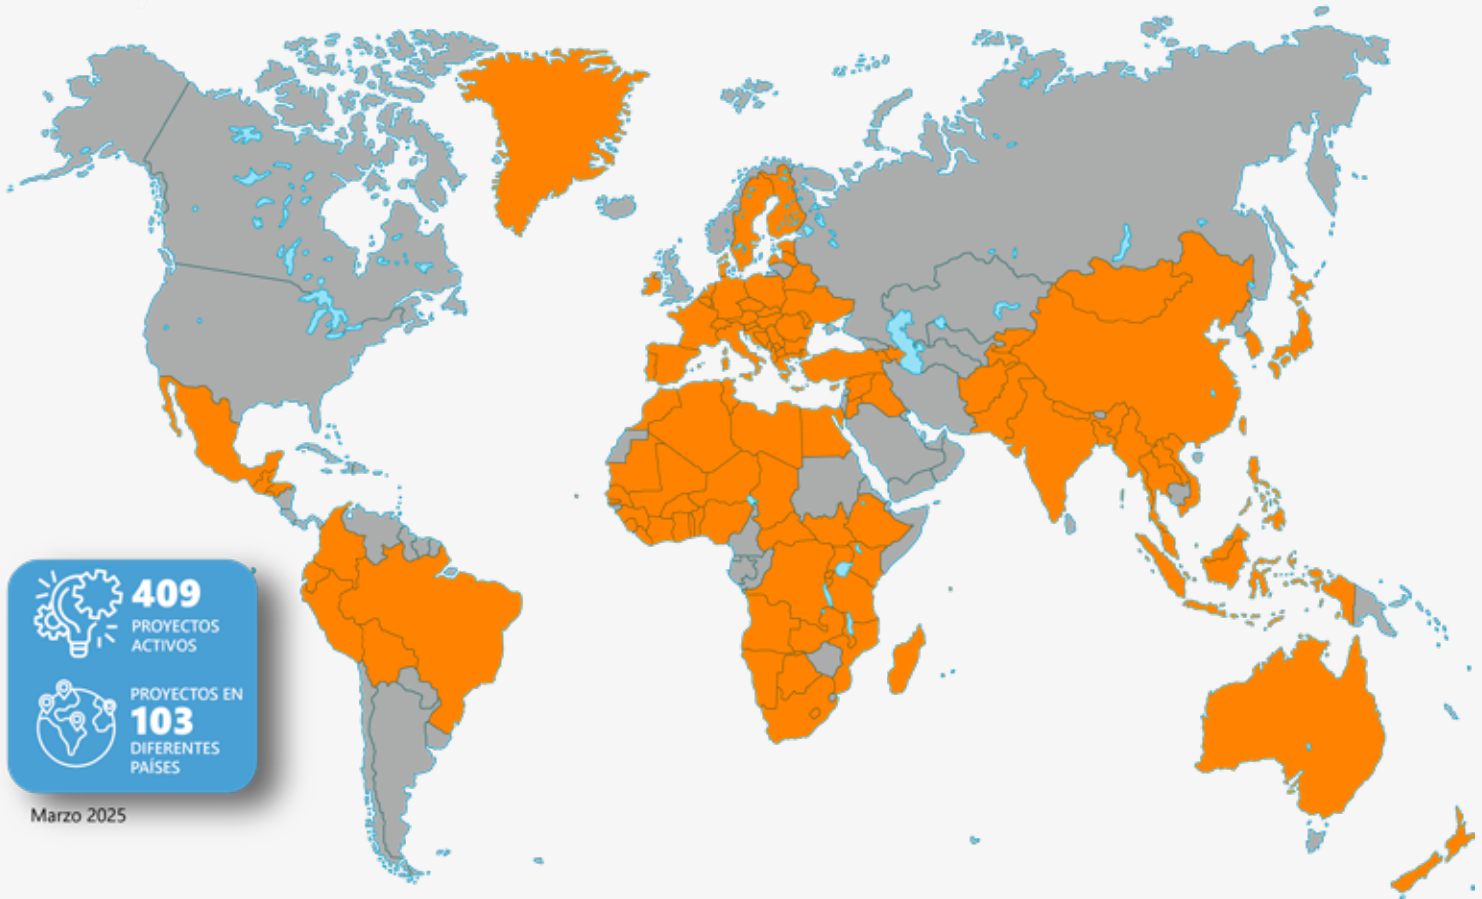 409
PROYECTOS
ACTIVOS
PROYECTOS EN
103
DIFERENTES
PAÍSES
Marzo 2025